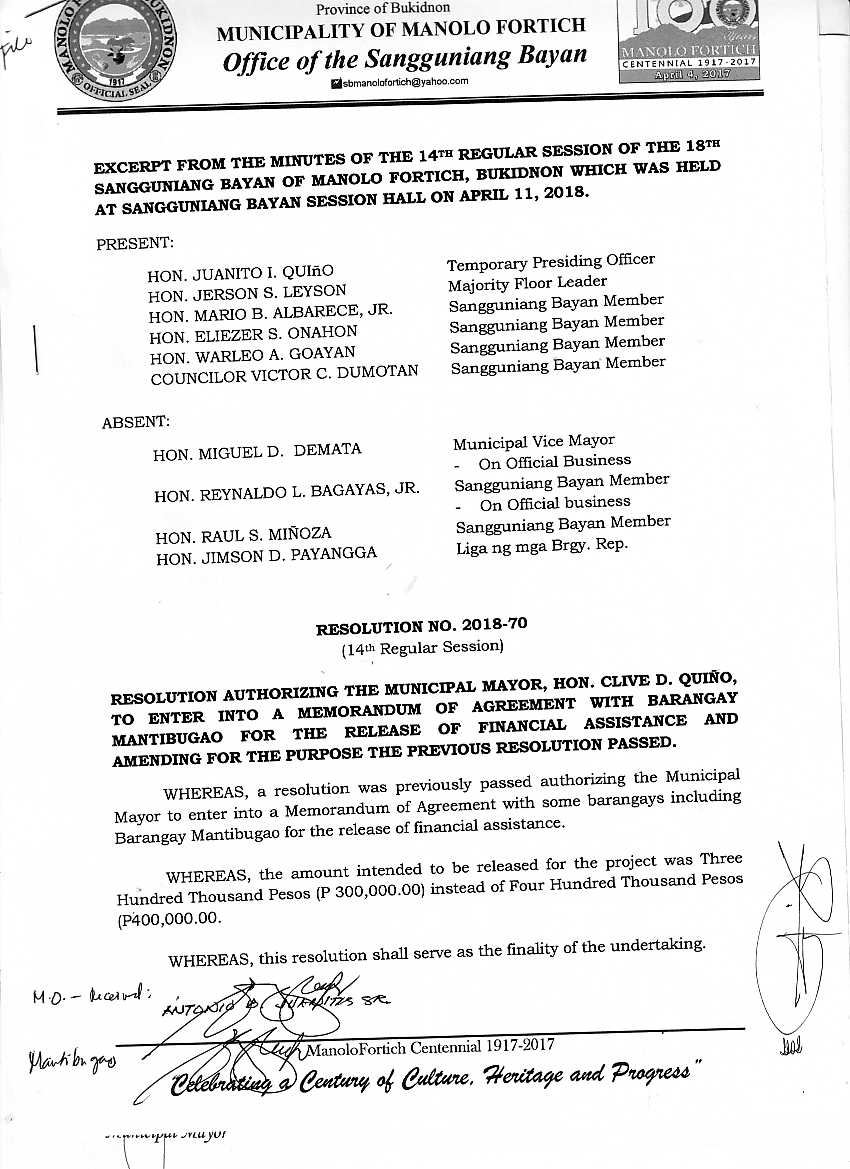 Province of Bukidnon
MUNICIPALITY OF MANOLO FORTICH
Office of the Sangguniang Bayan
sbmanolofortich@yahoo.com
MANOLO FORTICH
BUKIDNON
1917
OFFICIAL SEAL
100
Years
MANOLO FORTICH
CENTENNIAL 1917-2017
April 4, 2017
EXCERPT FROM THE MINUTES OF THE 14TH REGULAR SESSION OF THE 18TH
SANGGUNIANG BAYAN OF MANOLO FORTICH, BUKIDNON WHICH WAS HELD
AT SANGGUNIANG BAYAN SESSION HALL ON APRIL 11, 2018.
PRESENT:
HON. JUANITO I. QUIñO Temporary Presiding Officer
HON. JERSON S. LEYSON Majority Floor Leader
HON. MARIO B. ALBARECE, JR. Sangguniang Bayan Member
HON. ELIEZER S. ONAHON Sangguniang Bayan Member
HON. WARLEO A. GOAYAN Sangguniang Bayan Member
COUNCILOR VICTOR C. DUMOTAN Sangguniang Bayan Member
ABSENT:
HON. MIGUEL D. DEMATA Municipal Vice Mayor
- On Official Business
HON. REYNALDO L. BAGAYAS, JR. Sangguniang Bayan Member
- On Official business
HON. RAUL S. MIÑOZA Sangguniang Bayan Member
HON. JIMSON D. PAYANGGA Liga ng mga Brgy. Rep.
RESOLUTION NO. 2018-70
(14th Regular Session)
RESOLUTION AUTHORIZING THE MUNICIPAL MAYOR, HON. CLIVE D. QUIÑO,
TO ENTER INTO A MEMORANDUM OF AGREEMENT WITH BARANGAY
MANTIBUGAO FOR THE RELEASE OF FINANCIAL ASSISTANCE AND
AMENDING FOR THE PURPOSE THE PREVIOUS RESOLUTION PASSED.
WHEREAS, a resolution was previously passed authorizing the Municipal
Mayor to enter into a Memorandum of Agreement with some barangays including
Barangay Mantibugao for the release of financial assistance.
WHEREAS, the amount intended to be released for the project was Three
Hundred Thousand Pesos (P 300,000.00) instead of Four Hundred Thousand Pesos
(P400,000.00.
WHEREAS, this resolution shall serve as the finality of the undertaking.
M.O. - Received:
ANTONIO SR.
Mantibugao
ManoloFortich Centennial 1917-2017
"Celebrating a Century of Culture, Heritage and Progress"
Municipal Mayor